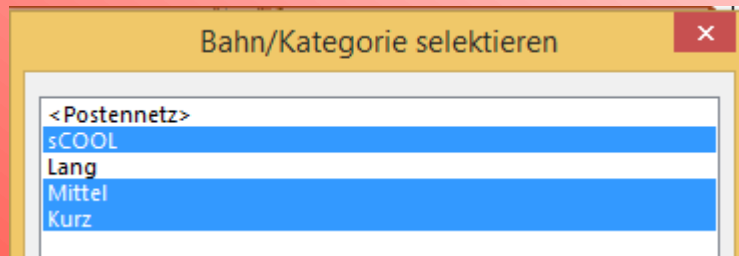 Bahn/Kategorie selektieren
<Postennetz>
sCOOL
Lang
Mittel
Kurz